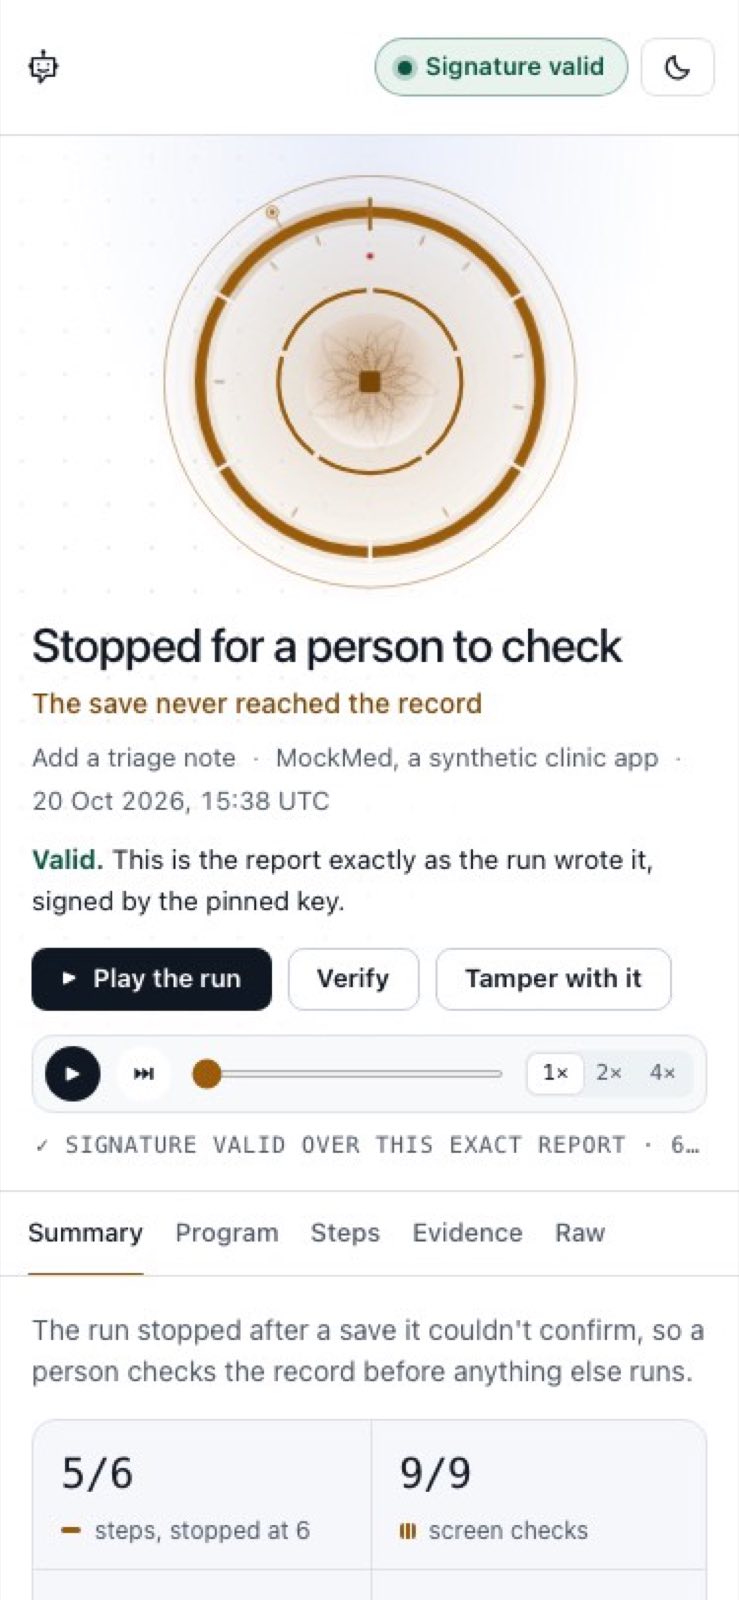 Signature valid
Stopped for a person to check
The save never reached the record
Add a triage note · MockMed, a synthetic clinic app ·
20 Oct 2026, 15:38 UTC
Valid. This is the report exactly as the run wrote it,
signed by the pinned key.
Play the run
Verify
Tamper with it
1×
2×
4×
✓ SIGNATURE VALID OVER THIS EXACT REPORT · 6…
Summary
Program
Steps
Evidence
Raw
The run stopped after a save it couldn't confirm, so a
person checks the record before anything else runs.
5/6
steps, stopped at 6
9/9
screen checks